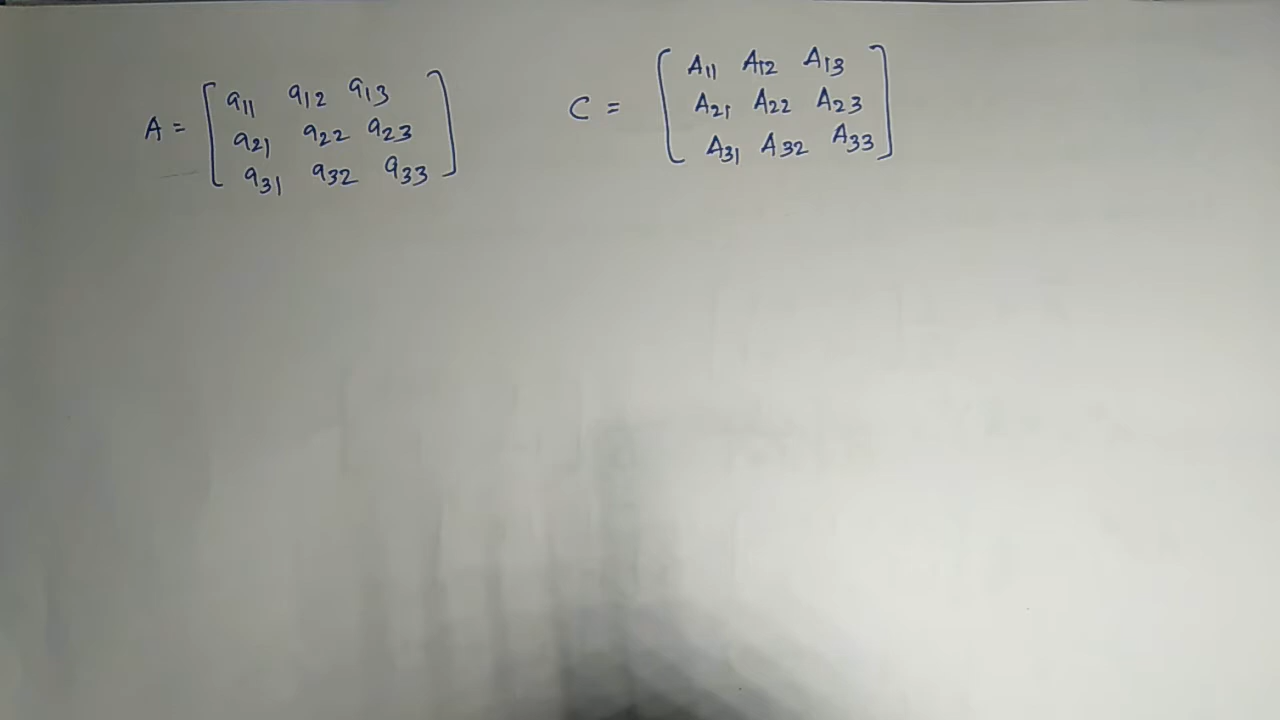 A = [ a11 a12 a13
a21 a22 a23
a31 a32 a33 ]
C = [ A11 A12 A13
A21 A22 A23
A31 A32 A33 ]